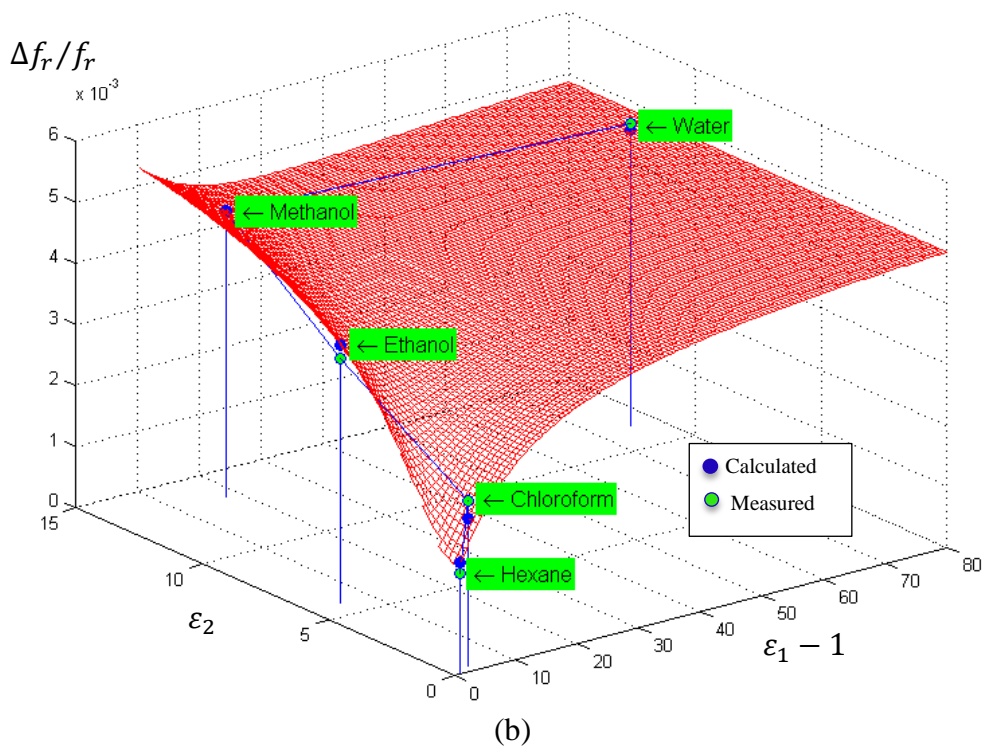 Δf_r/f_r
x 10^-3
6
5
4
3
2
1
0
15
10
5
0
ε_2
0
10
20
30
40
50
60
70
80
ε_1 − 1
← Water
← Methanol
← Ethanol
← Chloroform
← Hexane
Calculated
Measured
(b)